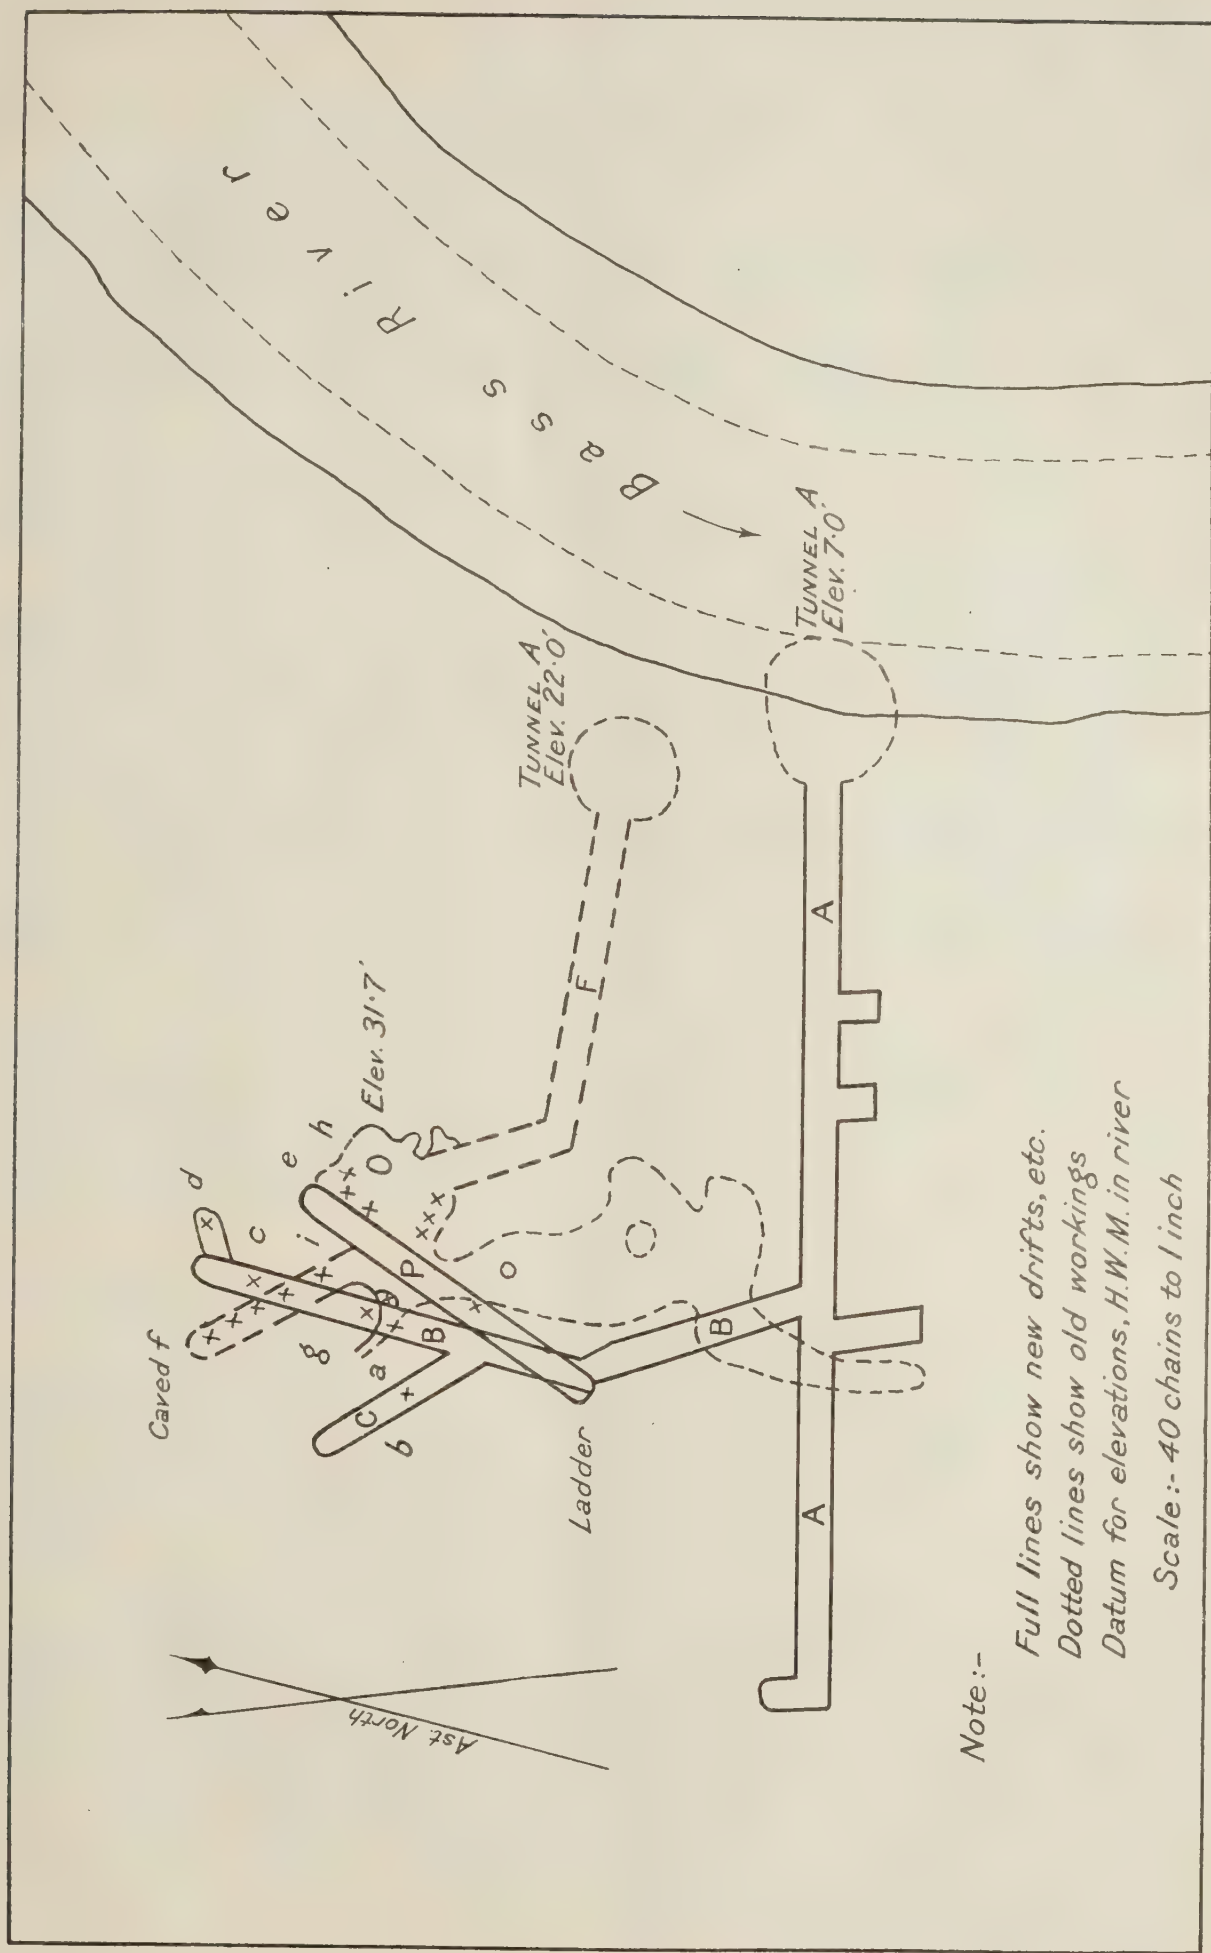 Bass River
TUNNEL A
Elev. 7·0'
TUNNEL A
Elev. 22·0'
Elev. 31·7'
Caved f
d
c
e
h
i
g
a
b
O
P
B
C
F
O
B
A
A
Ladder
Ast. North
Note:-
Full lines show new drifts, etc.
Dotted lines show old workings
Datum for elevations, H.W.M. in river
Scale:- 40 chains to 1 inch